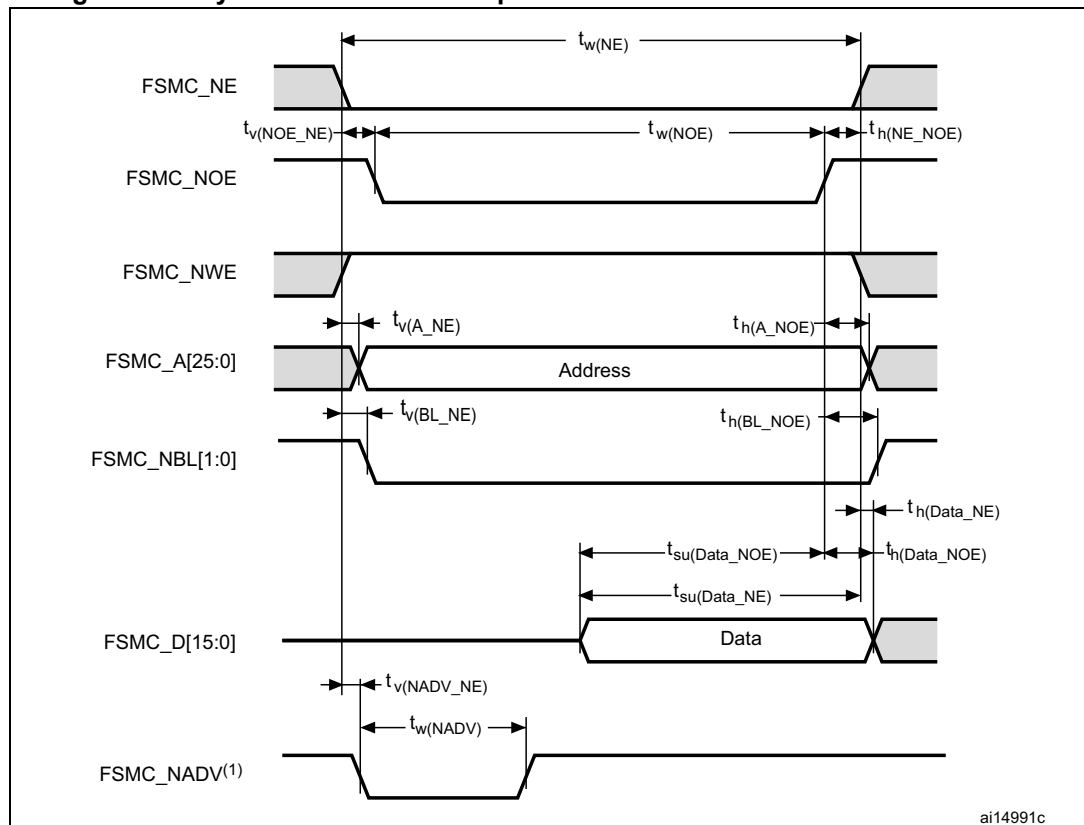 tw(NE)
FSMC_NE
tv(NOE_NE)
tw(NOE)
th(NE_NOE)
FSMC_NOE
FSMC_NWE
tv(A_NE)
th(A_NOE)
FSMC_A[25:0]
Address
tv(BL_NE)
th(BL_NOE)
FSMC_NBL[1:0]
th(Data_NE)
tsu(Data_NOE)
th(Data_NOE)
tsu(Data_NE)
FSMC_D[15:0]
Data
tv(NADV_NE)
tw(NADV)
FSMC_NADV(1)
ai14991c